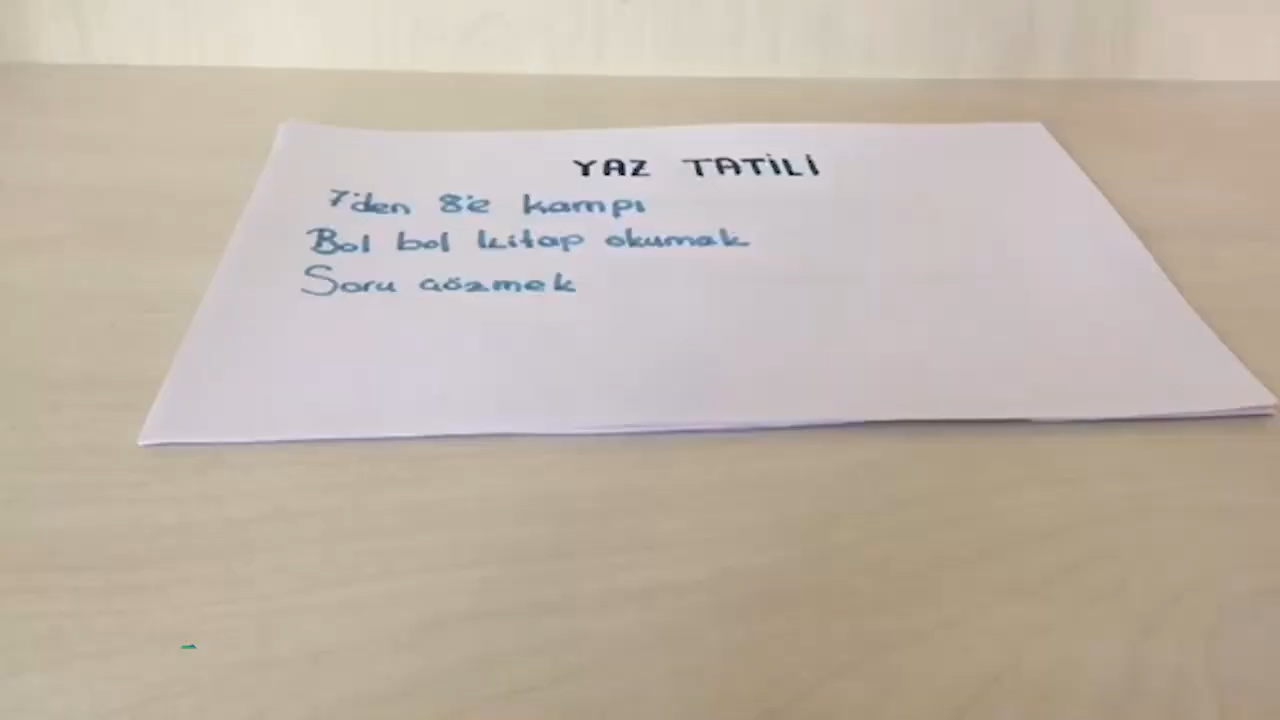 YAZ TATİLİ
7'den 8'e kampı
Bol bol kitap okumak
Soru çözmek